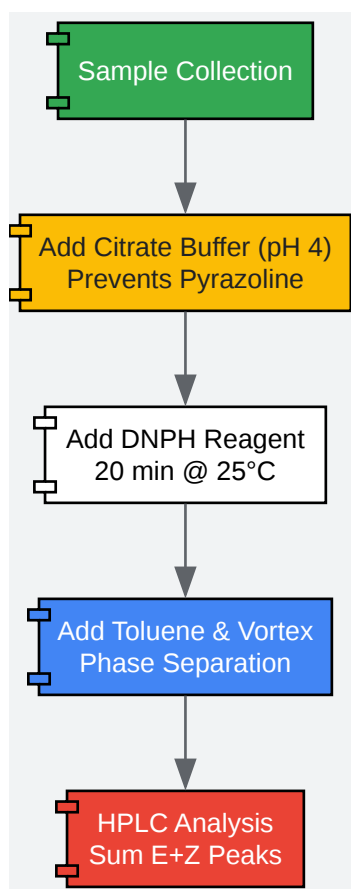 Sample Collection
Add Citrate Buffer (pH 4)
Prevents Pyrazoline
Add DNPH Reagent
20 min @ 25°C
Add Toluene & Vortex
Phase Separation
HPLC Analysis
Sum E+Z Peaks